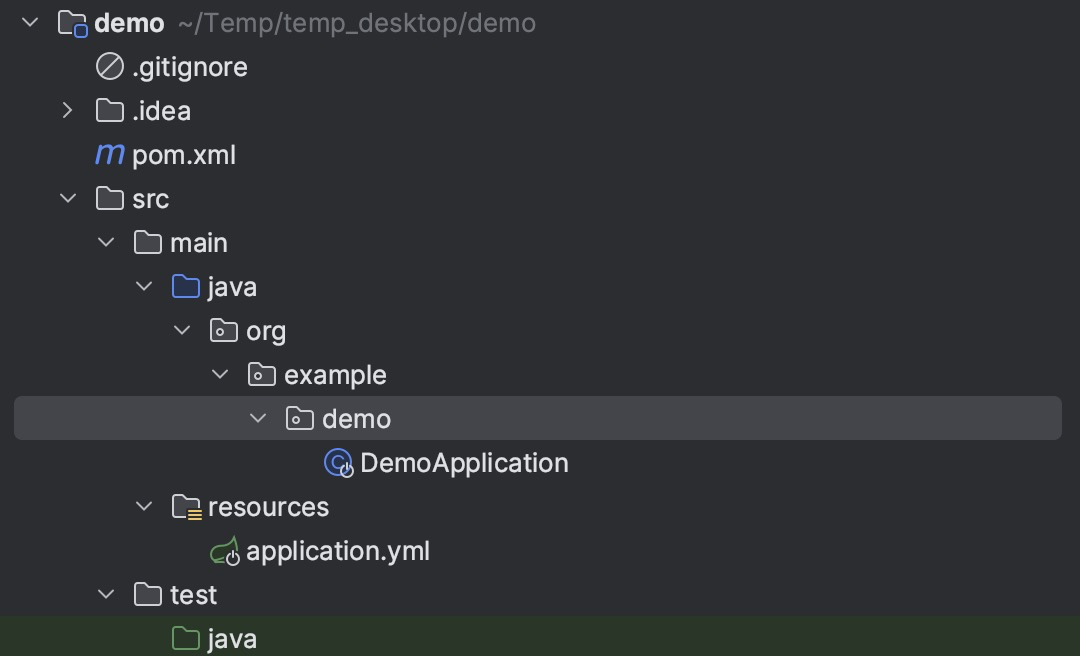 demo ~/Temp/temp_desktop/demo
.gitignore
.idea
m pom.xml
src
main
java
org
example
demo
C DemoApplication
resources
application.yml
test
java